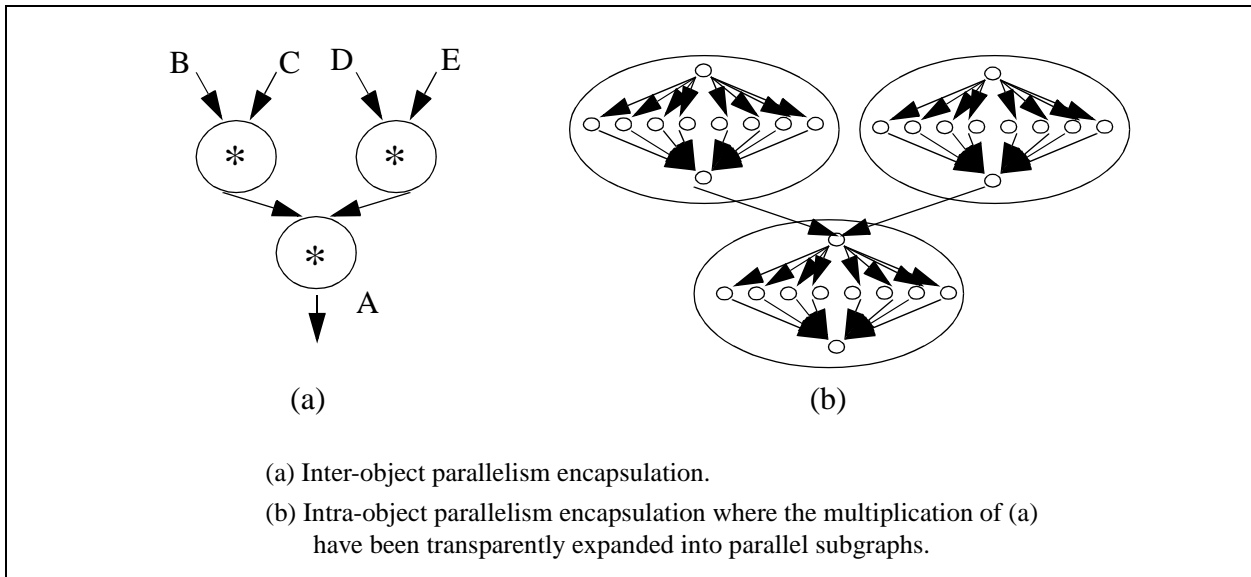 B C D E
* *
*
A
(a) (b)
(a) Inter-object parallelism encapsulation.
(b) Intra-object parallelism encapsulation where the multiplication of (a)
have been transparently expanded into parallel subgraphs.